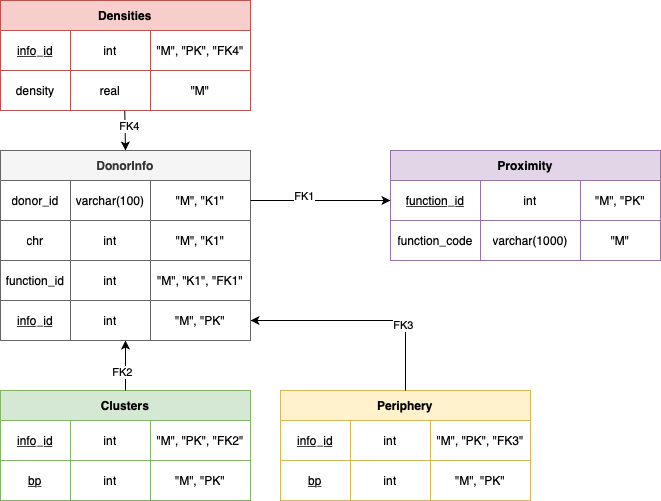 Densities
info_id int "M", "PK", "FK4"
density real "M"
FK4
DonorInfo
donor_id varchar(100) "M", "K1"
chr int "M", "K1"
function_id int "M", "K1", "FK1"
info_id int "M", "PK"
FK1
Proximity
function_id int "M", "PK"
function_code varchar(1000) "M"
FK3
FK2
Clusters
info_id int "M", "PK", "FK2"
bp int "M", "PK"
Periphery
info_id int "M", "PK", "FK3"
bp int "M", "PK"